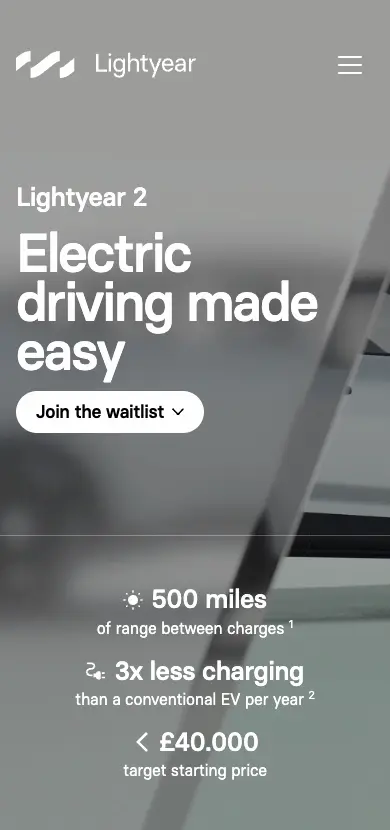 Lightyear
Lightyear 2
Electric
driving made
easy
Join the waitlist
500 miles
of range between charges ¹
3x less charging
than a conventional EV per year ²
< £40.000
target starting price